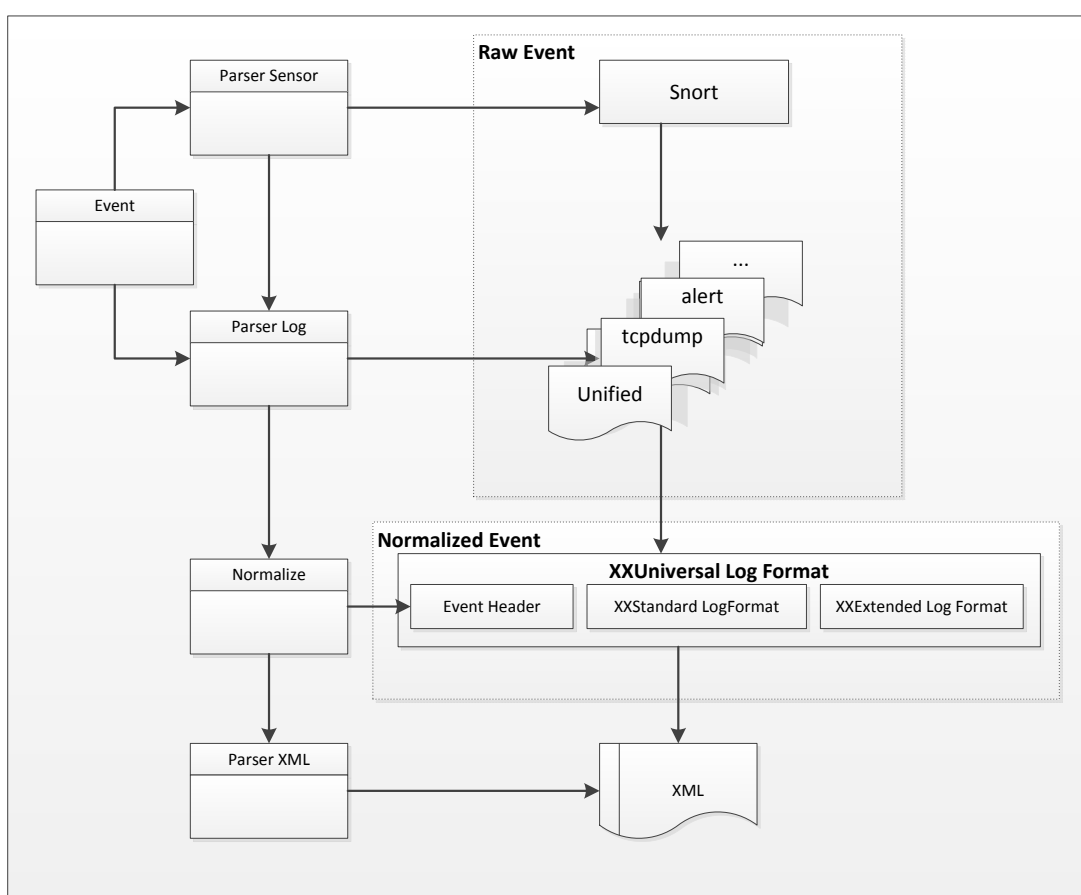 Raw Event
Parser Sensor
Snort
Event
...
alert
Parser Log
tcpdump
Unified
Normalized Event
XXUniversal Log Format
Normalize
Event Header
XXStandard LogFormat
XXExtended Log Format
Parser XML
XML